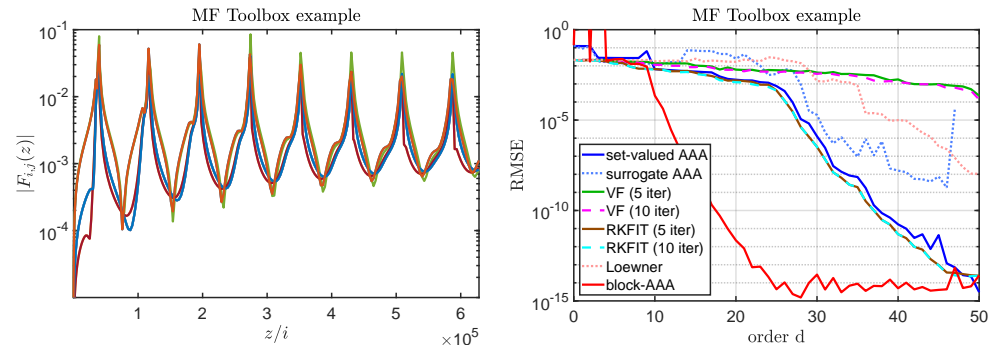 MF Toolbox example
|F_{i,j}(z)|
10^{-1}
10^{-2}
10^{-3}
10^{-4}
0 1 2 3 4 5 6
z/i
×10^5
MF Toolbox example
RMSE
10^0
10^{-5}
10^{-10}
10^{-15}
set-valued AAA
surrogate AAA
VF (5 iter)
VF (10 iter)
RKFIT (5 iter)
RKFIT (10 iter)
Loewner
block-AAA
0 10 20 30 40 50
order d